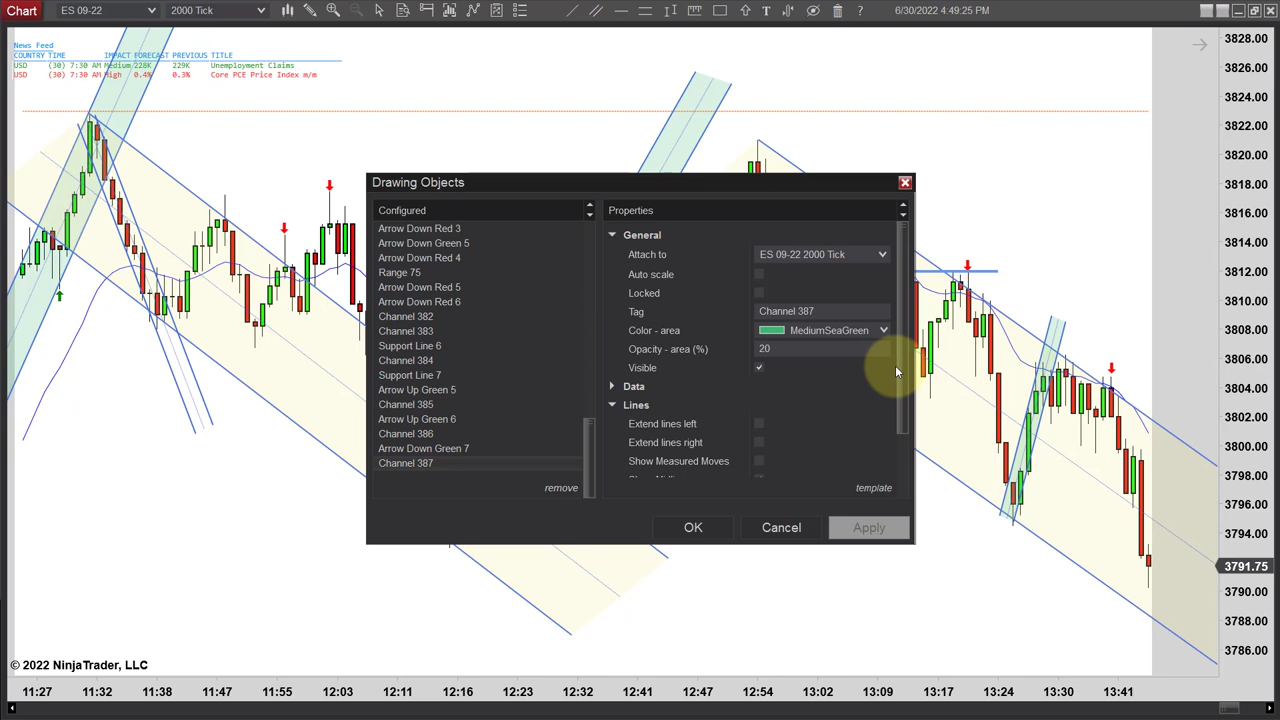 Chart ES 09-22 2000 Tick 6/30/2022 4:49:25 PM
News Feed
COUNTRY TIME IMPACT FORECAST PREVIOUS TITLE
USD (30) 7:30 AM Medium 228K 229K Unemployment Claims
USD (30) 7:30 AM High 0.4% 0.3% Core PCE Price Index m/m
Drawing Objects
Configured
Arrow Down Red 3
Arrow Down Green 5
Arrow Down Red 4
Range 75
Arrow Down Red 5
Arrow Down Red 6
Channel 382
Channel 383
Support Line 6
Channel 384
Support Line 7
Arrow Up Green 5
Channel 385
Arrow Up Green 6
Channel 386
Arrow Down Green 7
Channel 387
remove
Properties
General
Attach to ES 09-22 2000 Tick
Auto scale
Locked
Tag Channel 387
Color - area MediumSeaGreen
Opacity - area (%) 20
Visible
Data
Lines
Extend lines left
Extend lines right
Show Measured Moves
template
OK Cancel Apply
3828.00
3826.00
3824.00
3822.00
3820.00
3818.00
3816.00
3814.00
3812.00
3810.00
3808.00
3806.00
3804.00
3802.00
3800.00
3798.00
3796.00
3794.00
3791.75
3790.00
3788.00
3786.00
© 2022 NinjaTrader, LLC
11:27 11:32 11:38 11:47 11:55 12:03 12:11 12:18 12:23 12:32 12:41 12:47 12:54 13:02 13:09 13:17 13:24 13:30 13:41